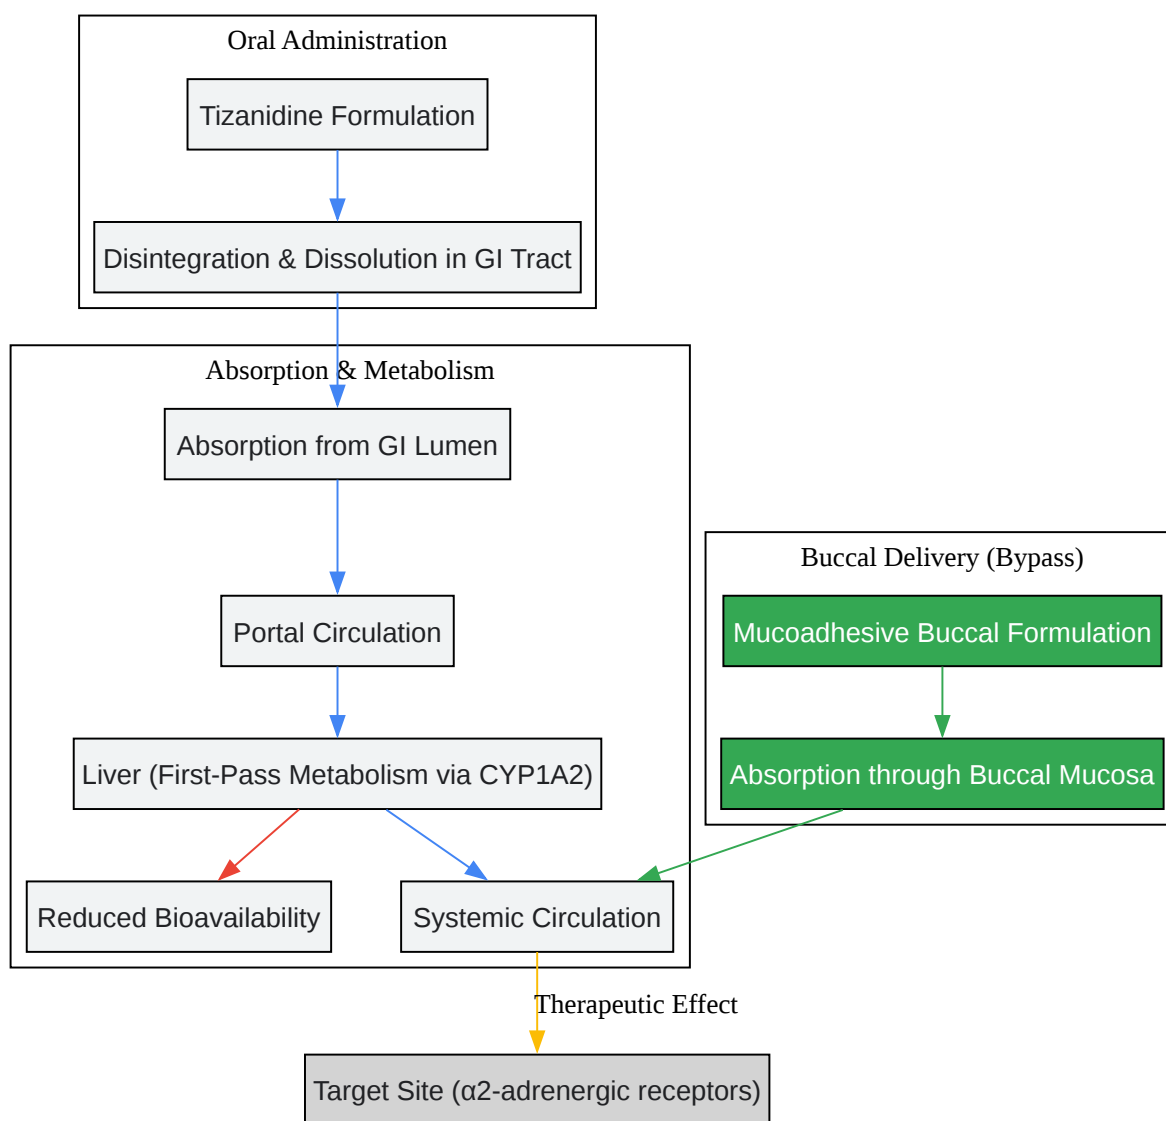 Oral Administration
Tizanidine Formulation
Disintegration & Dissolution in GI Tract
Absorption & Metabolism
Absorption from GI Lumen
Portal Circulation
Liver (First-Pass Metabolism via CYP1A2)
Reduced Bioavailability
Systemic Circulation
Buccal Delivery (Bypass)
Mucoadhesive Buccal Formulation
Absorption through Buccal Mucosa
Therapeutic Effect
Target Site (α2-adrenergic receptors)